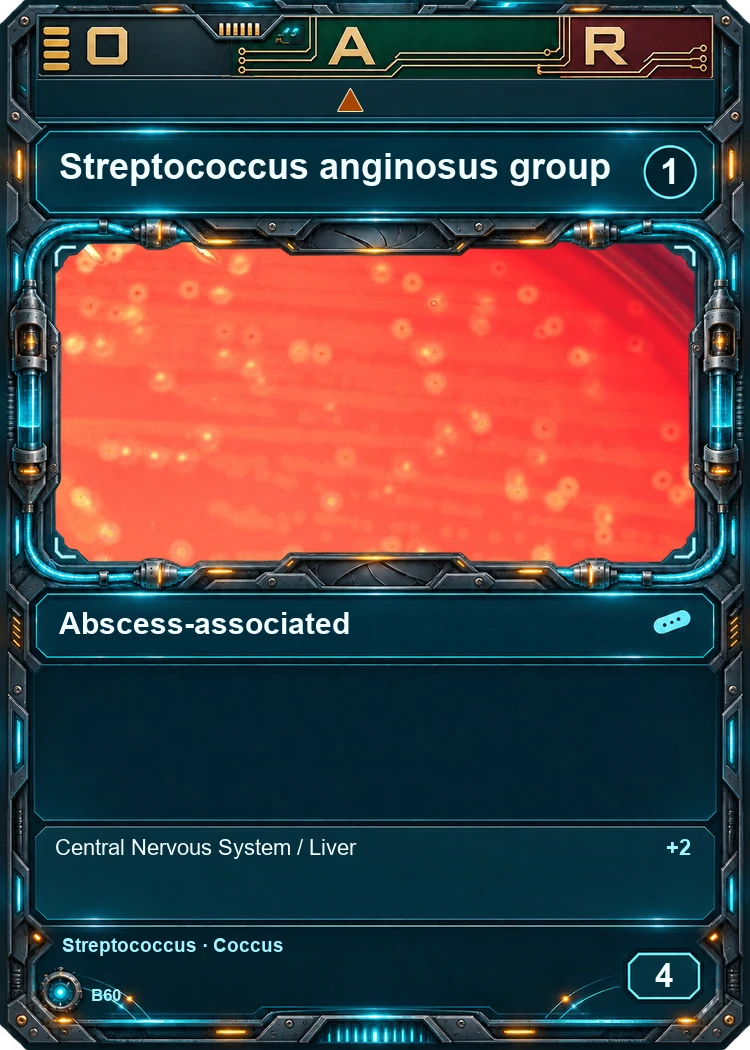 O A R
Streptococcus anginosus group 1
Abscess-associated
Central Nervous System / Liver +2
Streptococcus · Coccus
B60 4